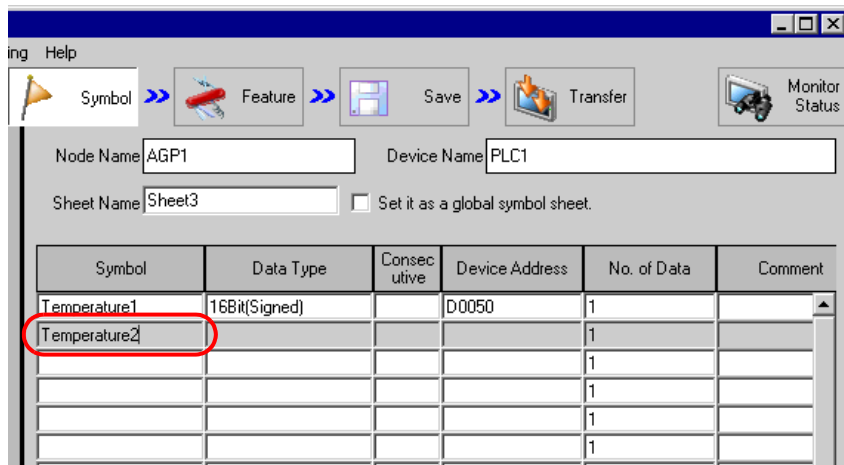 ing Help
Symbol Feature Save Transfer Monitor Status
Node Name AGP1 Device Name PLC1
Sheet Name Sheet3 Set it as a global symbol sheet.
Symbol Data Type Consecutive Device Address No. of Data Comment
Temperature1 16Bit(Signed) D0050 1
Temperature2 1
1
1
1
1